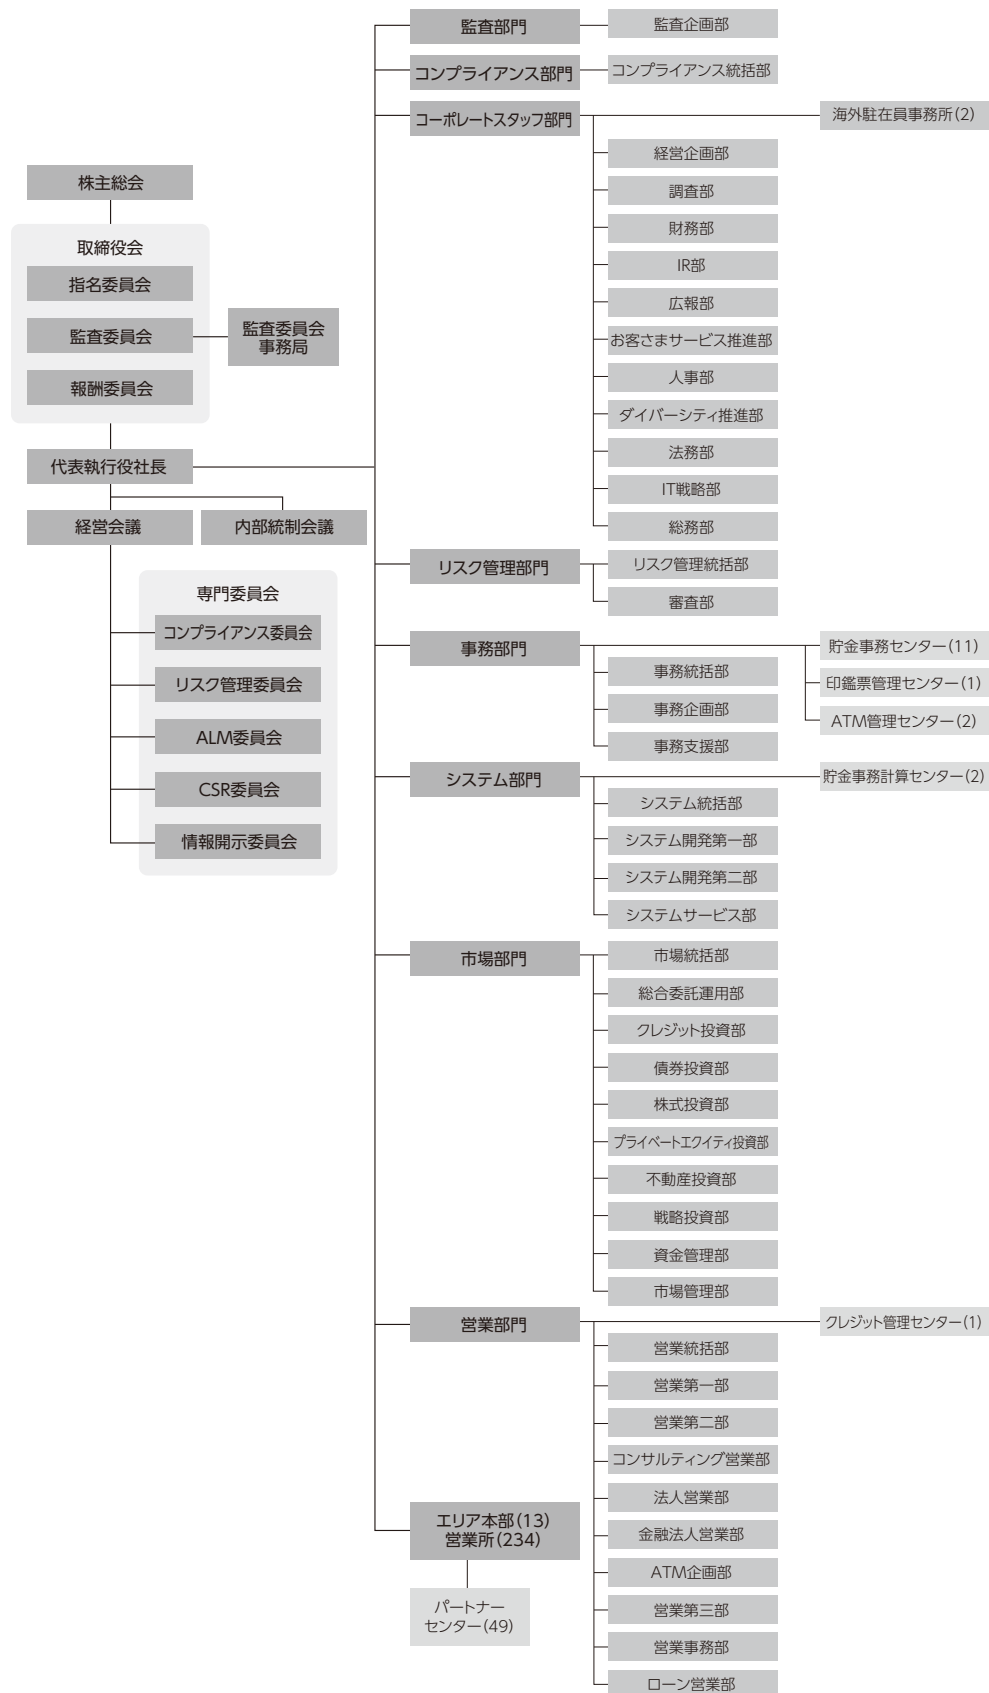 株主総会
取締役会
指名委員会
監査委員会
監査委員会
事務局
報酬委員会
代表執行役社長
経営会議
内部統制会議
専門委員会
コンプライアンス委員会
リスク管理委員会
ALM委員会
CSR委員会
情報開示委員会
監査部門
監査企画部
コンプライアンス部門
コンプライアンス統括部
コーポレートスタッフ部門
海外駐在員事務所(2)
経営企画部
調査部
財務部
IR部
広報部
お客さまサービス推進部
人事部
ダイバーシティ推進部
法務部
IT戦略部
総務部
リスク管理部門
リスク管理統括部
審査部
事務部門
事務統括部
事務企画部
事務支援部
貯金事務センター(11)
印鑑票管理センター(1)
ATM管理センター(2)
システム部門
貯金事務計算センター(2)
システム統括部
システム開発第一部
システム開発第二部
システムサービス部
市場部門
市場統括部
総合委託運用部
クレジット投資部
債券投資部
株式投資部
プライベートエクイティ投資部
不動産投資部
戦略投資部
資金管理部
市場管理部
営業部門
クレジット管理センター(1)
営業統括部
営業第一部
営業第二部
コンサルティング営業部
法人営業部
金融法人営業部
ATM企画部
営業第三部
営業事務部
ローン営業部
エリア本部(13)
営業所(234)
パートナー
センター(49)